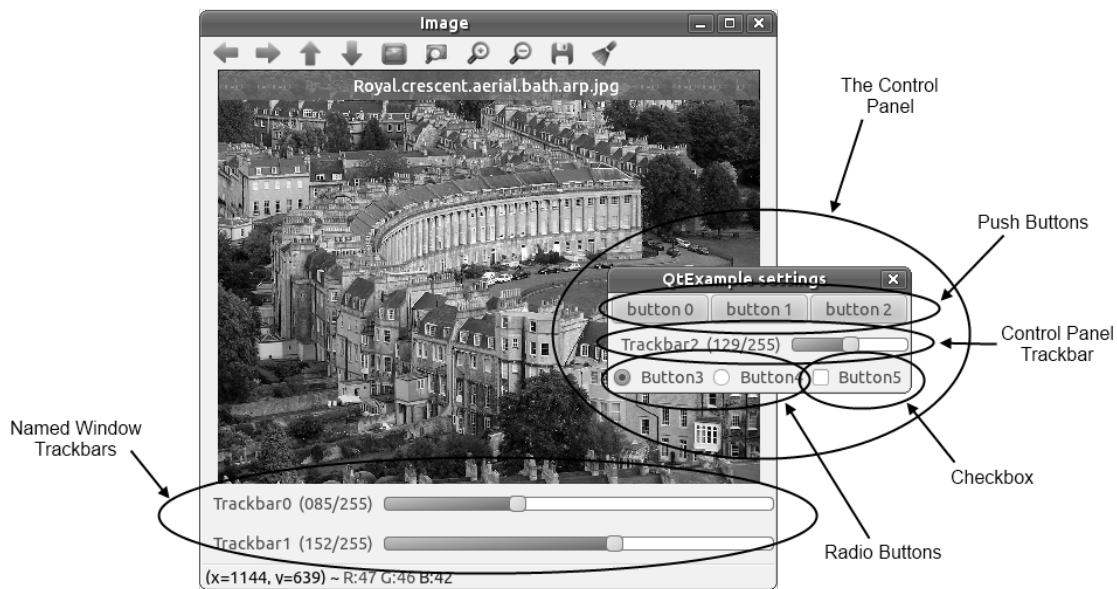 Image
Royal.crescent.aerial.bath.arp.jpg
The Control
Panel
Push Buttons
QtExample settings
button 0 button 1 button 2
Trackbar2 (129/255)
Control Panel
Trackbar
Button3 Button4 Button5
Named Window
Trackbars
Checkbox
Trackbar0 (085/255)
Radio Buttons
Trackbar1 (152/255)
(x=1144, y=639) ~ R:47 G:46 B:42